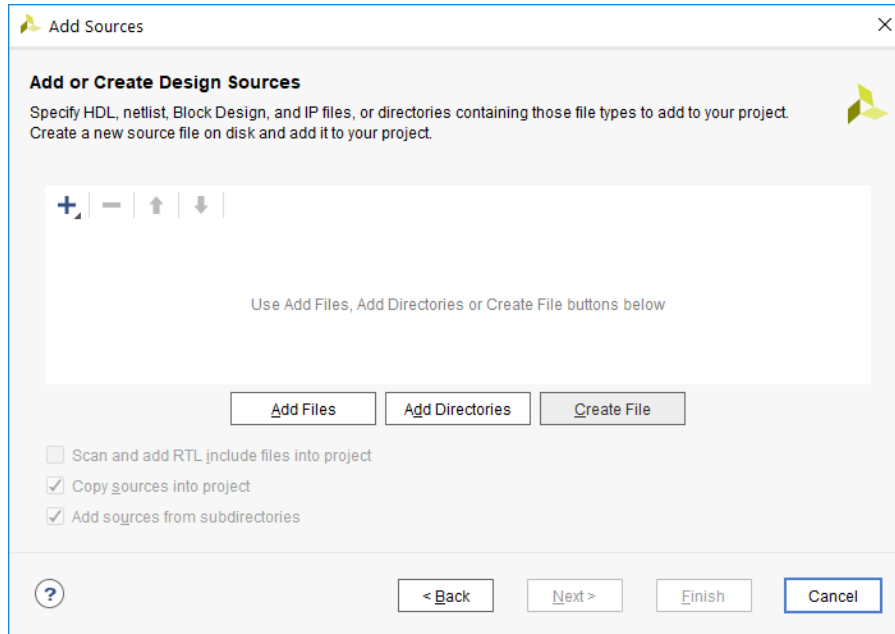 Add Sources
Add or Create Design Sources
Specify HDL, netlist, Block Design, and IP files, or directories containing those file types to add to your project.
Create a new source file on disk and add it to your project.
Use Add Files, Add Directories or Create File buttons below
Add Files
Add Directories
Create File
Scan and add RTL include files into project
Copy sources into project
Add sources from subdirectories
?
< Back
Next >
Finish
Cancel